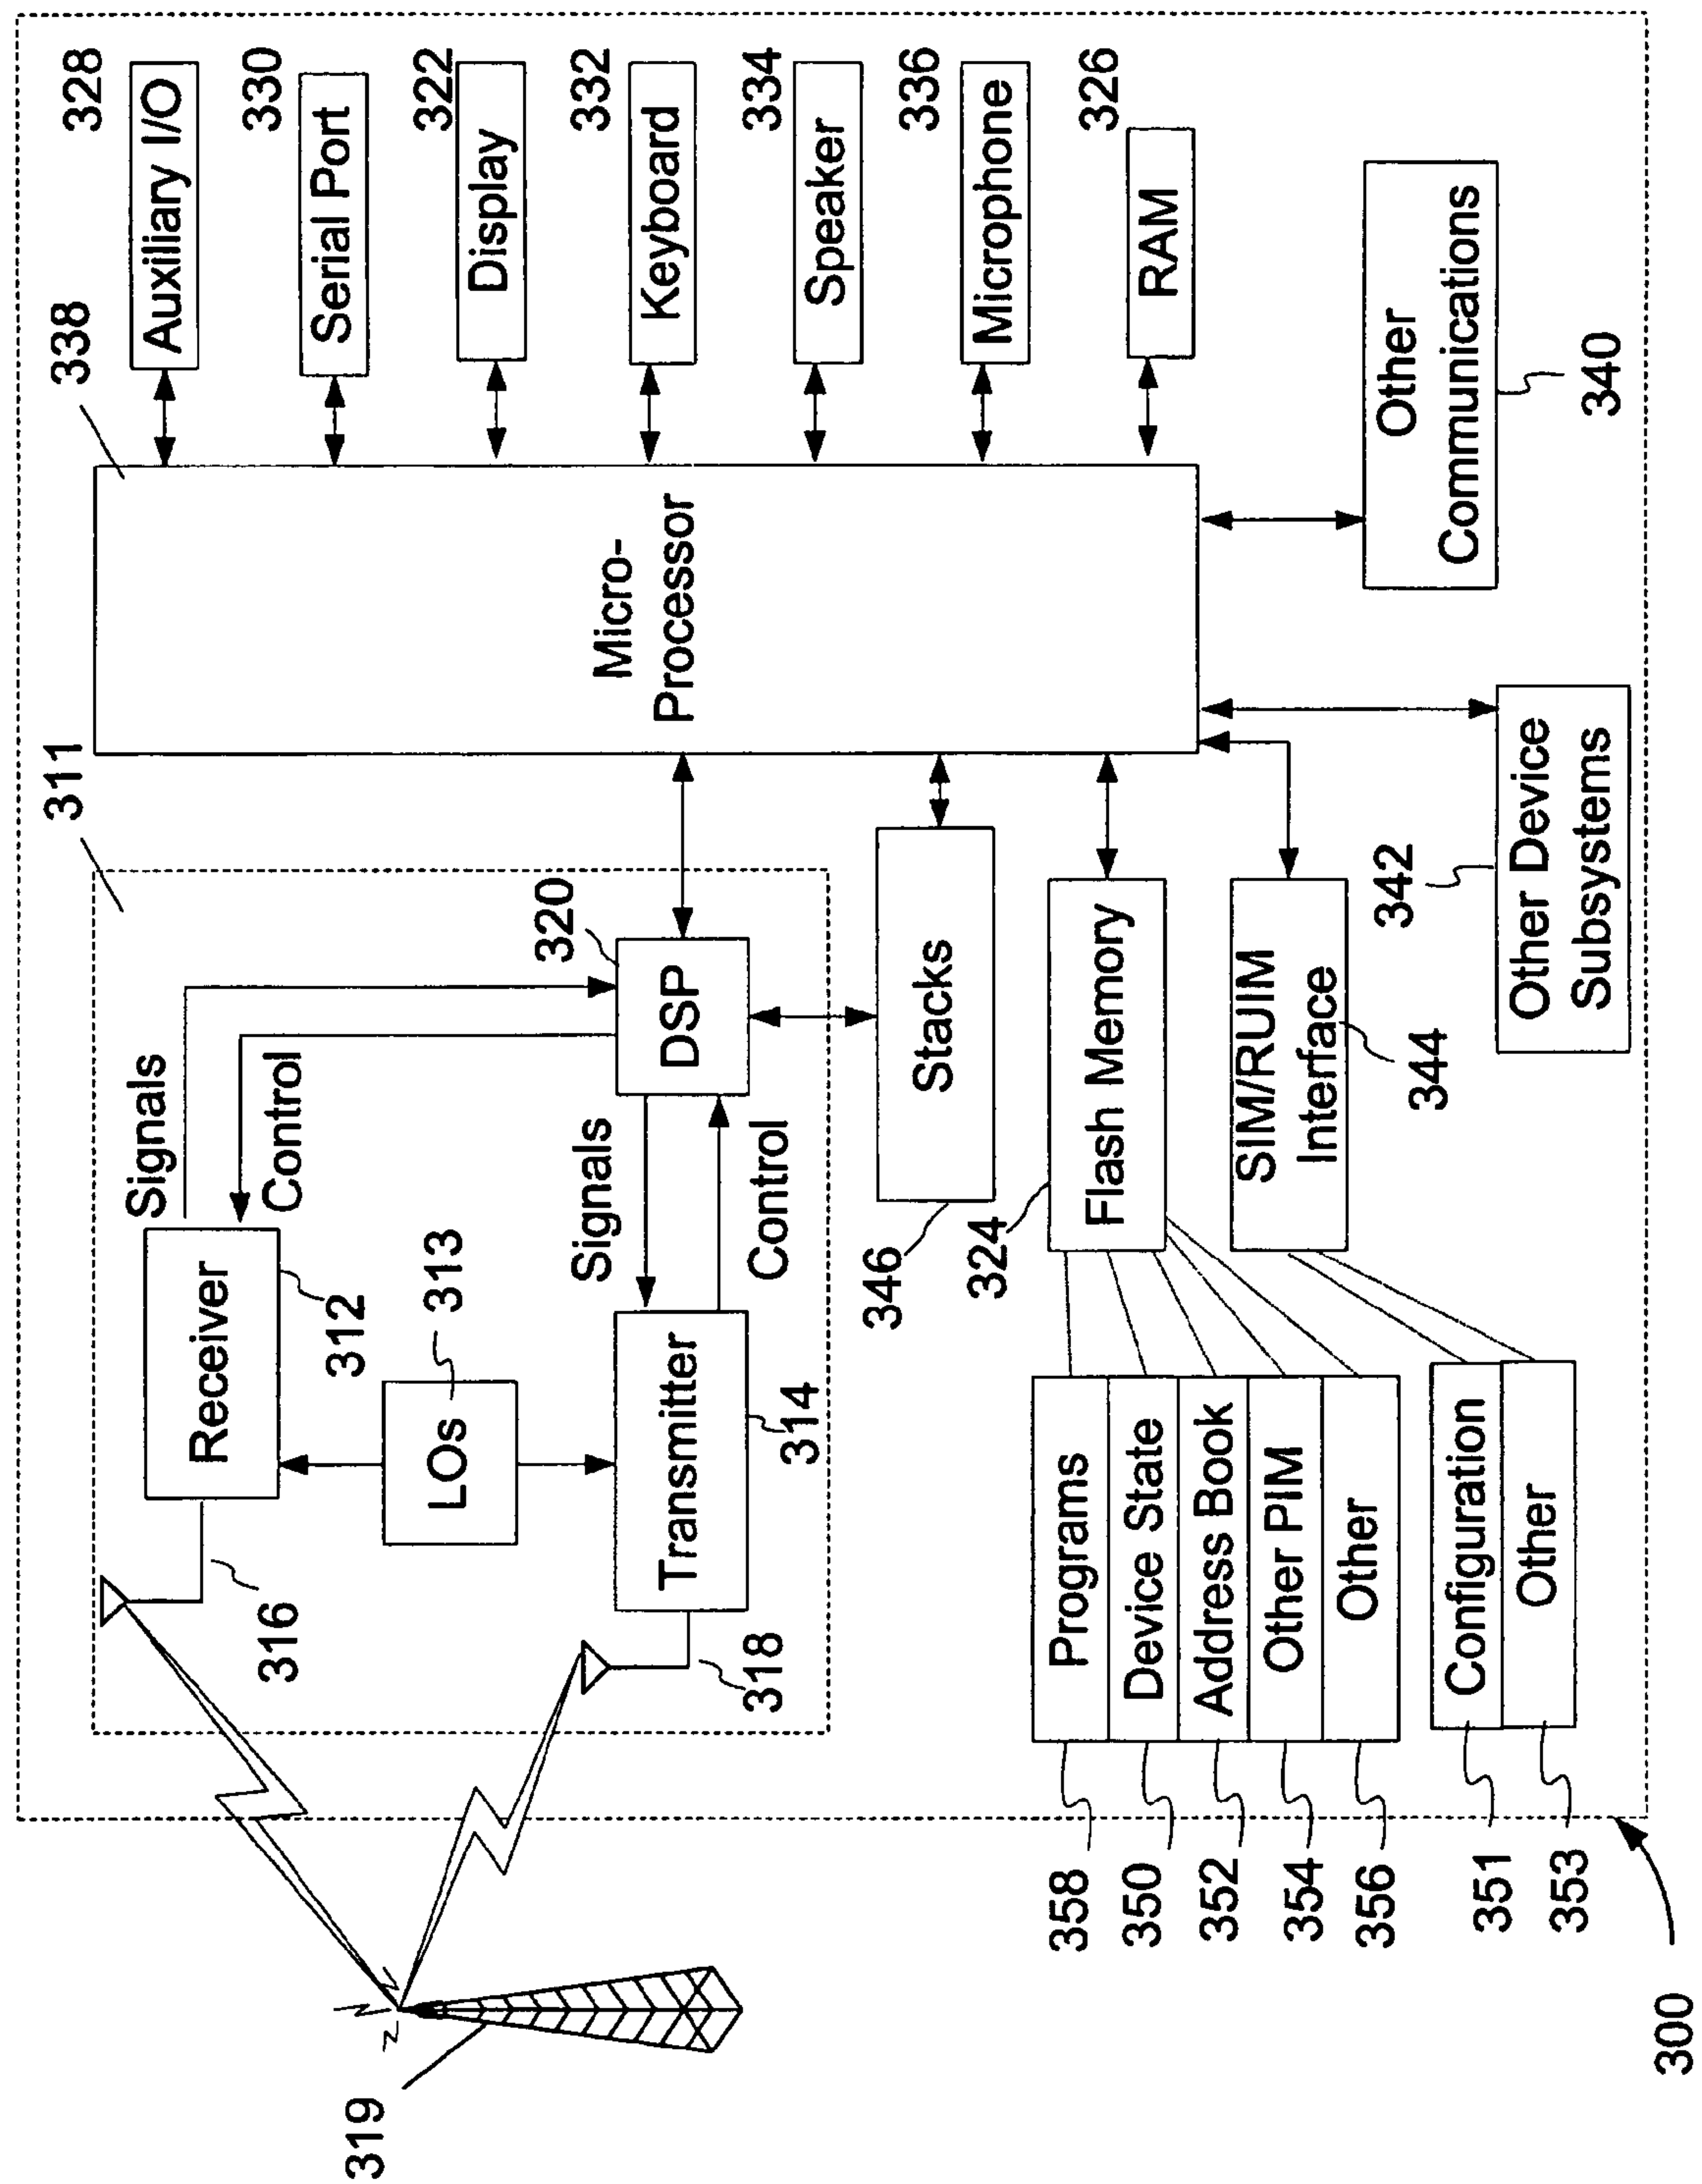 311
338
328
Auxiliary I/O
330
Serial Port
322
Display
332
Keyboard
334
Speaker
336
Microphone
326
RAM
Micro-
Processor
Signals
Control
Receiver
312
316
LOs
313
320
DSP
Signals
Control
Transmitter
314
318
319
Stacks
346
324
Flash Memory
SIM/RUIM
Interface
344
342
Other Device
Subsystems
Other
Communications
340
358
Programs
350
Device State
352
Address Book
354
Other PIM
356
Other
351
Configuration
353
Other
300